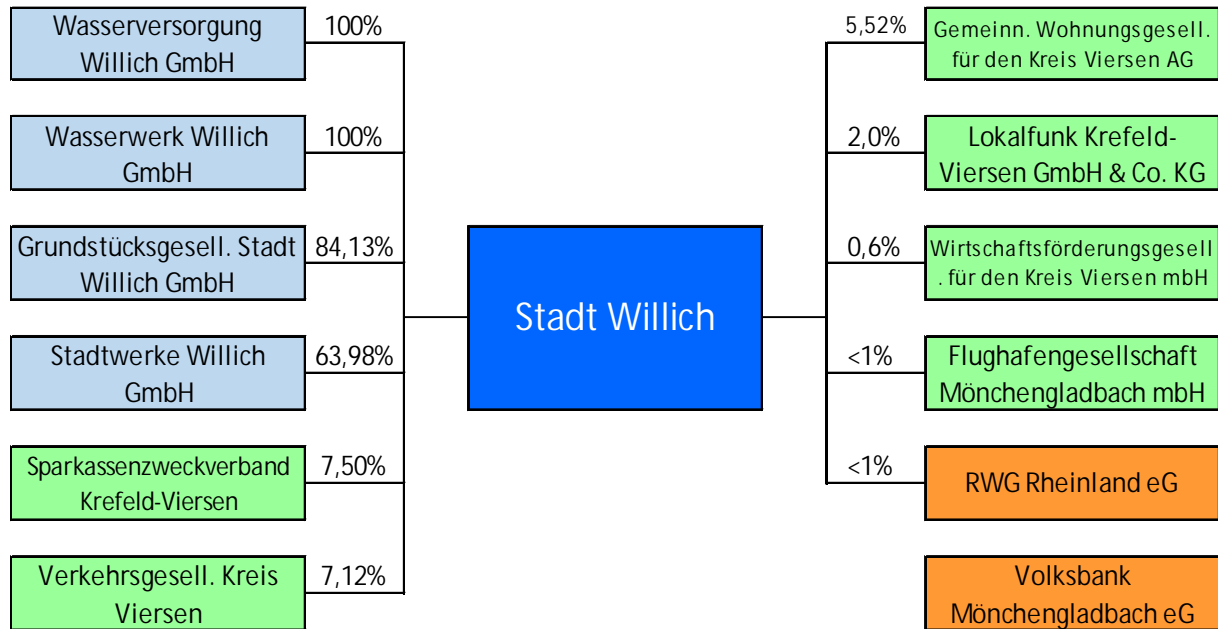 Wasserversorgung
Willich GmbH
100%
Wasserwerk Willich
GmbH
100%
Grundstücksgesell. Stadt
Willich GmbH
84,13%
Stadtwerke Willich
GmbH
63,98%
Sparkassenzweckverband
Krefeld-Viersen
7,50%
Verkehrsgesell. Kreis
Viersen
7,12%
Stadt Willich
5,52%
Gemeinn. Wohnungsgesell.
für den Kreis Viersen AG
2,0%
Lokalfunk Krefeld-
Viersen GmbH & Co. KG
0,6%
Wirtschaftsförderungsgesell
. für den Kreis Viersen mbH
<1%
Flughafengesellschaft
Mönchengladbach mbH
<1%
RWG Rheinland eG
Volksbank
Mönchengladbach eG